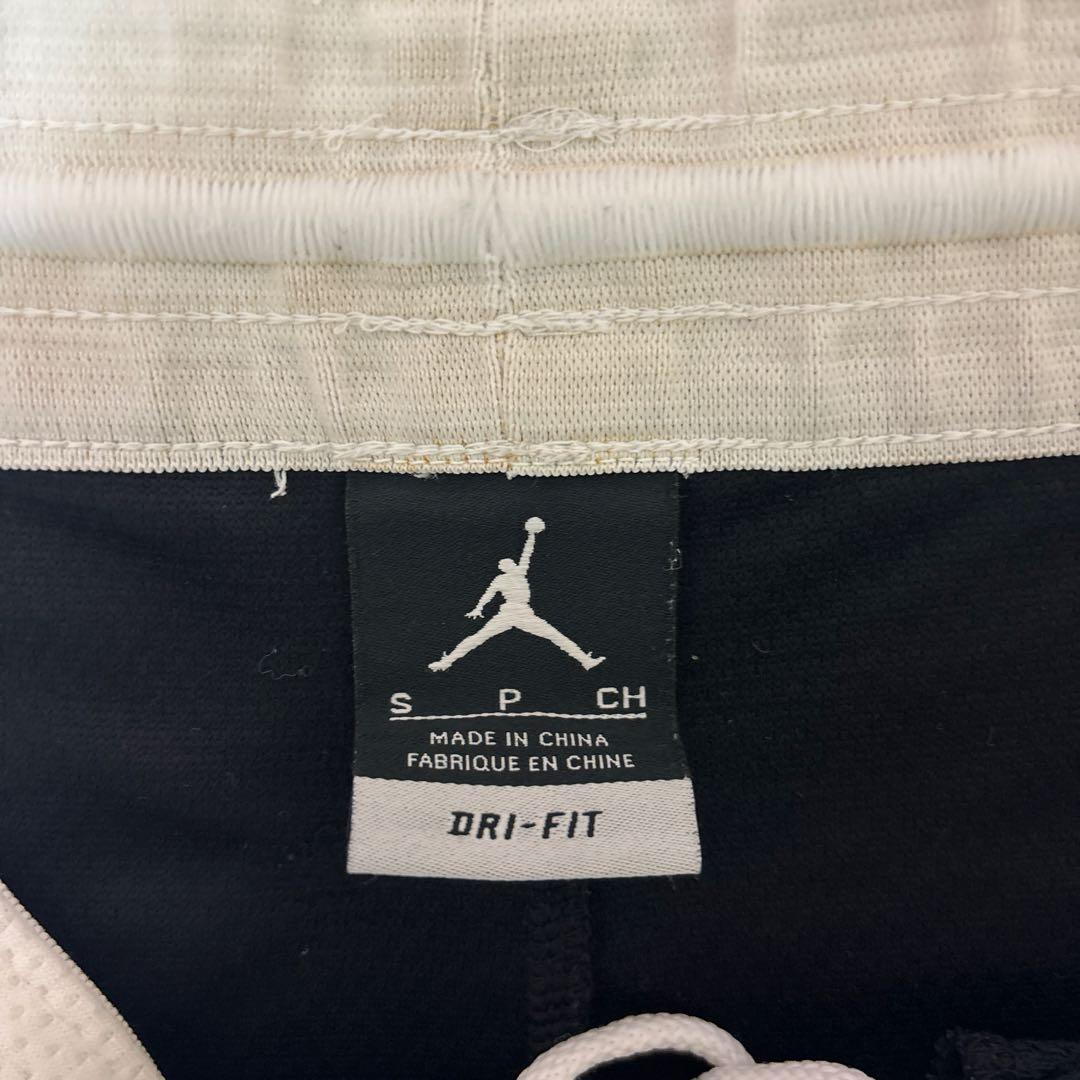 S P CH
MADE IN CHINA
FABRIQUE EN CHINE
DRI-FIT